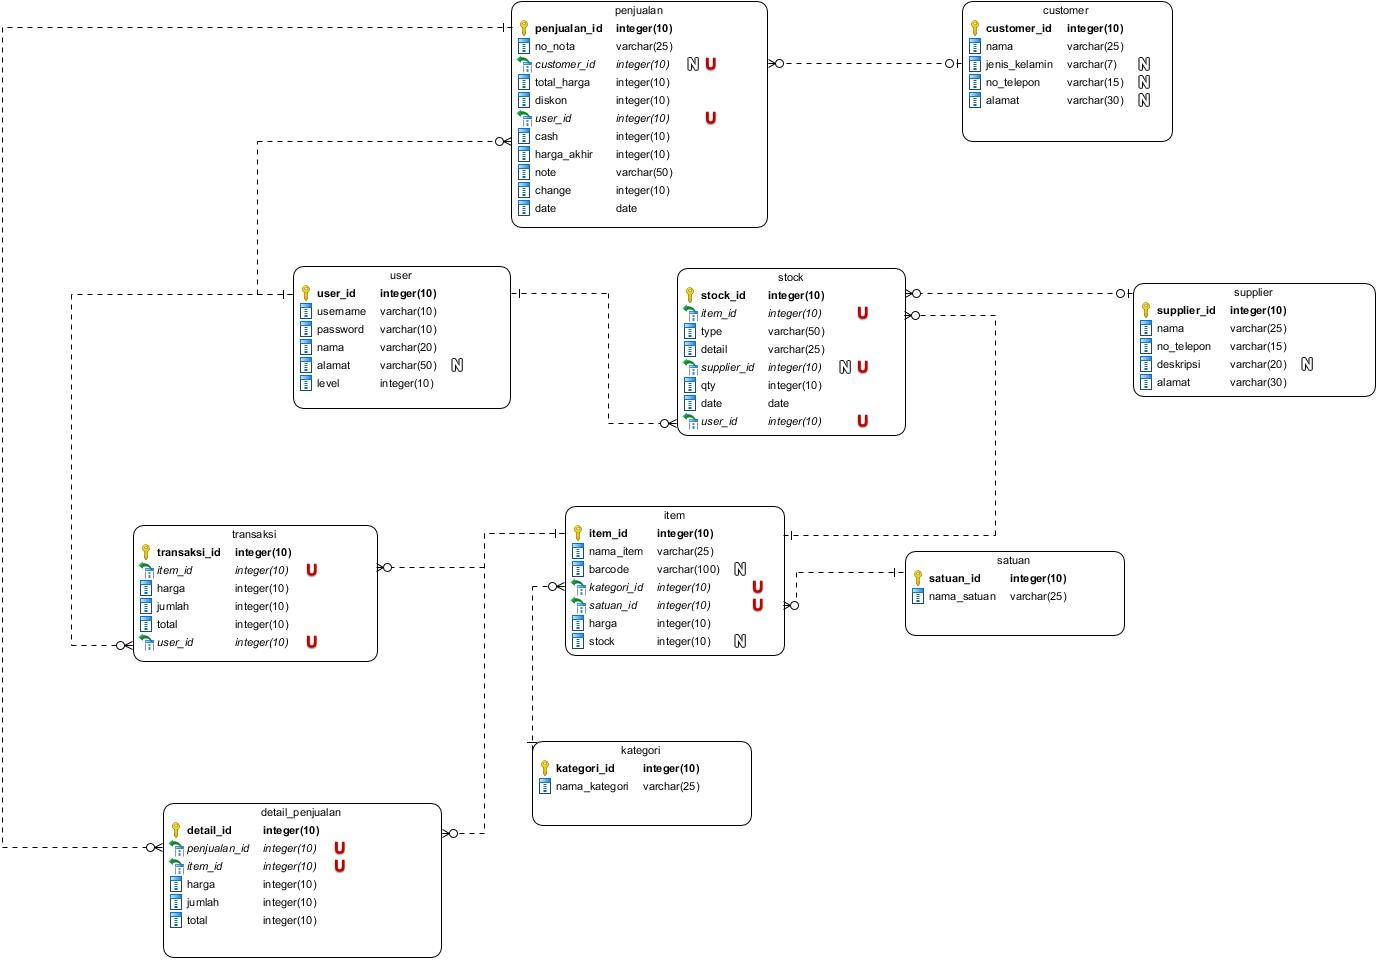 penjualan
penjualan_id integer(10)
no_nota varchar(25)
customer_id integer(10) N U
total_harga integer(10)
diskon integer(10)
user_id integer(10) U
cash integer(10)
harga_akhir integer(10)
note varchar(50)
change integer(10)
date date
customer
customer_id integer(10)
nama varchar(25)
jenis_kelamin varchar(7) N
no_telepon varchar(15) N
alamat varchar(30) N
user
user_id integer(10)
username varchar(10)
password varchar(10)
nama varchar(20)
alamat varchar(50) N
level integer(10)
stock
stock_id integer(10)
item_id integer(10) U
type varchar(50)
detail varchar(25)
supplier_id integer(10) N U
qty integer(10)
date date
user_id integer(10) U
supplier
supplier_id integer(10)
nama varchar(25)
no_telepon varchar(15)
deskripsi varchar(20) N
alamat varchar(30)
transaksi
transaksi_id integer(10)
item_id integer(10) U
harga integer(10)
jumlah integer(10)
total integer(10)
user_id integer(10) U
item
item_id integer(10)
nama_item varchar(25)
barcode varchar(100) N
kategori_id integer(10) U
satuan_id integer(10) U
harga integer(10)
stock integer(10) N
satuan
satuan_id integer(10)
nama_satuan varchar(25)
kategori
kategori_id integer(10)
nama_kategori varchar(25)
detail_penjualan
detail_id integer(10)
penjualan_id integer(10) U
item_id integer(10) U
harga integer(10)
jumlah integer(10)
total integer(10)